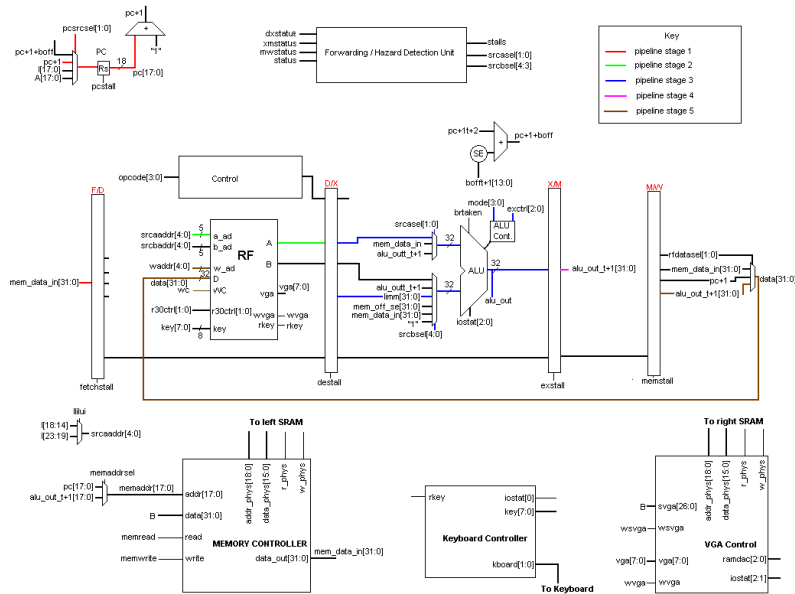 pc+1
pcsrcsel[1:0]
PC
pc+1+boff
pc+1
I[17:0]
A[17:0]
Rs
18
pcstall
+
"1"
pc[17:0]
dxstatus
xmstatus
mwstatus
status
Forwarding / Hazard Detection Unit
stalls
srcasel[1:0]
srcbsel[4:3]
Key
pipeline stage 1
pipeline stage 2
pipeline stage 3
pipeline stage 4
pipeline stage 5
pc+1t+2
+
pc+1+boff
SE
bofft+1[13:0]
opcode[3:0]
Control
F/D
D/X
X/M
M/W
mem_data_in[31:0]
fetchstall
srcaaddr[4:0]
5
a_ad
srcbaddr[4:0]
5
b_ad
RF
waddr[4:0]
5
w_ad
data[31:0]
32
D
wc
WC
r30ctrl[1:0]
r30ctrl[1:0]
key[7:0]
8
key
A
B
vga
vga[7:0]
wvga
wvga
rkey
rkey
destall
srcasel[1:0]
mem_data_in
alu_outt_t+1
32
alu_outt_t+1
limm[31:0]
mem_off_se[31:0]
mem_data_in[31:0]
"1"
srcbsel[4:0]
32
brtaken
mode[3:0]
exctrl[2:0]
ALU
Cont.
ALU
32
alu_out
iostat[2:0]
exstall
alu_out_t+1[31:0]
memstall
rfdatasel[1:0]
mem_data_in[31:0]
pc+1
alu_out_t+1[31:0]
data[31:0]
llilui
I[18:14]
I[23:19]
srcaaddr[4:0]
memaddrsel
pc[17:0]
alu_out_t+1[17:0]
memaddr[17:0]
B
memread
memwrite
To left SRAM
addr_phys[18:0]
data_phys[15:0]
r_phys
w_phys
addr[17:0]
data[31:0]
read
write
MEMORY CONTROLLER
data_out[31:0]
mem_data_in[31:0]
rkey
iostat[0]
key[7:0]
Keyboard Controller
kboard[1:0]
To Keyboard
To right SRAM
addr_phys[18:0]
data_phys[15:0]
r_phys
w_phys
B
svga[26:0]
wsvga
wsvga
VGA Control
vga[7:0]
vga[7:0]
ramdac[2:0]
wvga
wvga
iostat[2:1]